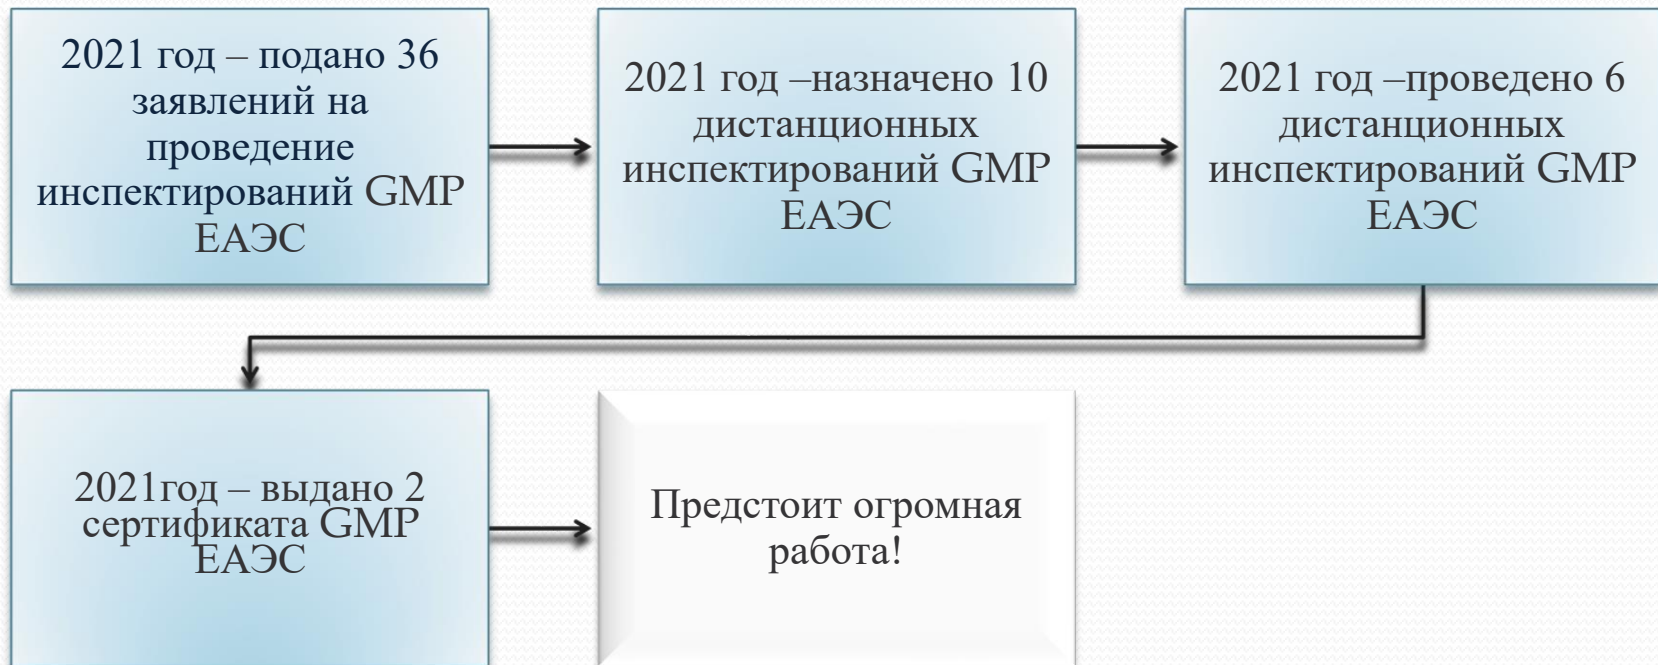 2021 год – подано 36
заявлений на
проведение
инспектирований GMP
ЕАЭС
2021 год –назначено 10
дистанционных
инспектирований GMP
ЕАЭС
2021 год –проведено 6
дистанционных
инспектирований GMP
ЕАЭС
2021год – выдано 2
сертификата GMP
ЕАЭС
Предстоит огромная
работа!